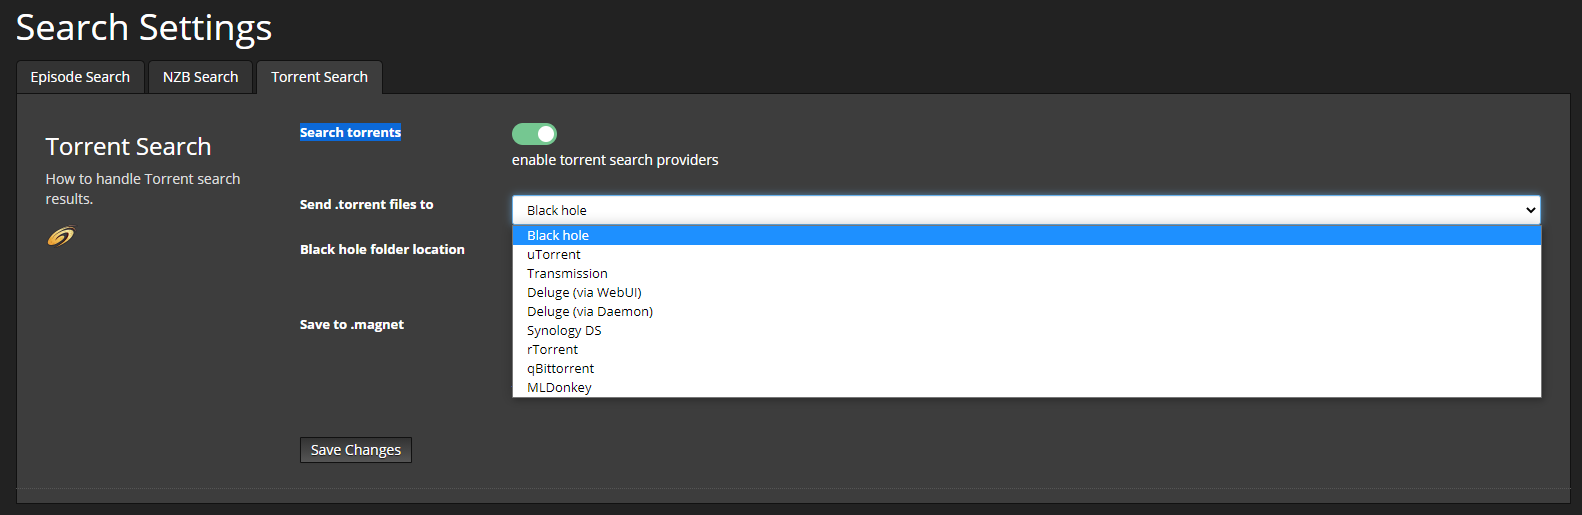 Search Settings
Episode Search
NZB Search
Torrent Search
Torrent Search
How to handle Torrent search
results.
Search torrents
enable torrent search providers
Send .torrent files to
Black hole
Black hole folder location
Black hole
uTorrent
Transmission
Deluge (via WebUI)
Deluge (via Daemon)
Synology DS
rTorrent
qBittorrent
MLDonkey
Save to .magnet
Save Changes